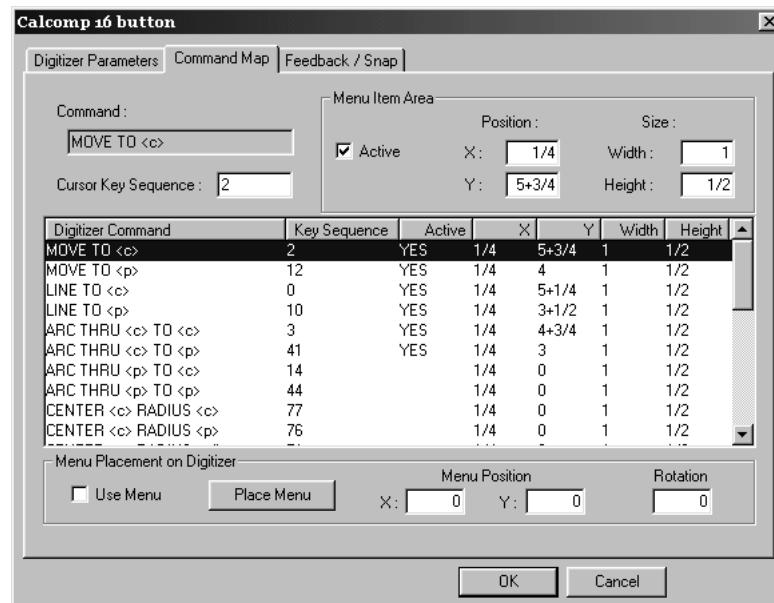 Calcomp 16 button
Digitizer Parameters Command Map Feedback / Snap
Command :
MOVE TO <c>
Cursor Key Sequence : 2
Menu Item Area
Position : Size :
Active X : 1/4 Width : 1
Y : 5+3/4 Height : 1/2
Digitizer Command Key Sequence Active X Y Width Height
MOVE TO <c> 2 YES 1/4 5+3/4 1 1/2
MOVE TO <p> 12 YES 1/4 4 1 1/2
LINE TO <c> 0 YES 1/4 5+1/4 1 1/2
LINE TO <p> 10 YES 1/4 3+1/2 1 1/2
ARC THRU <c> TO <c> 3 YES 1/4 4+3/4 1 1/2
ARC THRU <c> TO <p> 41 YES 1/4 3 1 1/2
ARC THRU <p> TO <c> 14 1/4 0 1 1/2
ARC THRU <p> TO <p> 44 1/4 0 1 1/2
CENTER <c> RADIUS <c> 77 1/4 0 1 1/2
CENTER <c> RADIUS <p> 76 1/4 0 1 1/2
Menu Placement on Digitizer
Menu Position Rotation
Use Menu Place Menu X : 0 Y : 0 0
OK Cancel